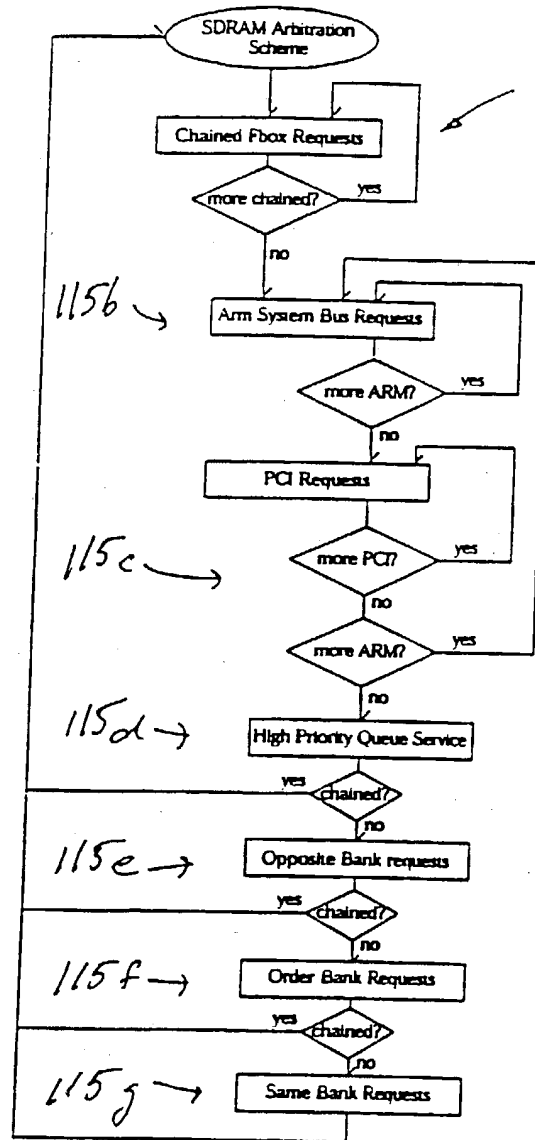 SDRAM Arbitration
Scheme
Chained Fbox Requests
more chained?
yes
no
115b
Arm System Bus Requests
more ARM?
yes
no
PCI Requests
115c
more PCI?
yes
no
more ARM?
yes
no
115d
High Priority Queue Service
yes
chained?
no
115e
Opposite Bank requests
yes
chained?
no
115f
Order Bank Requests
yes
chained?
no
115g
Same Bank Requests